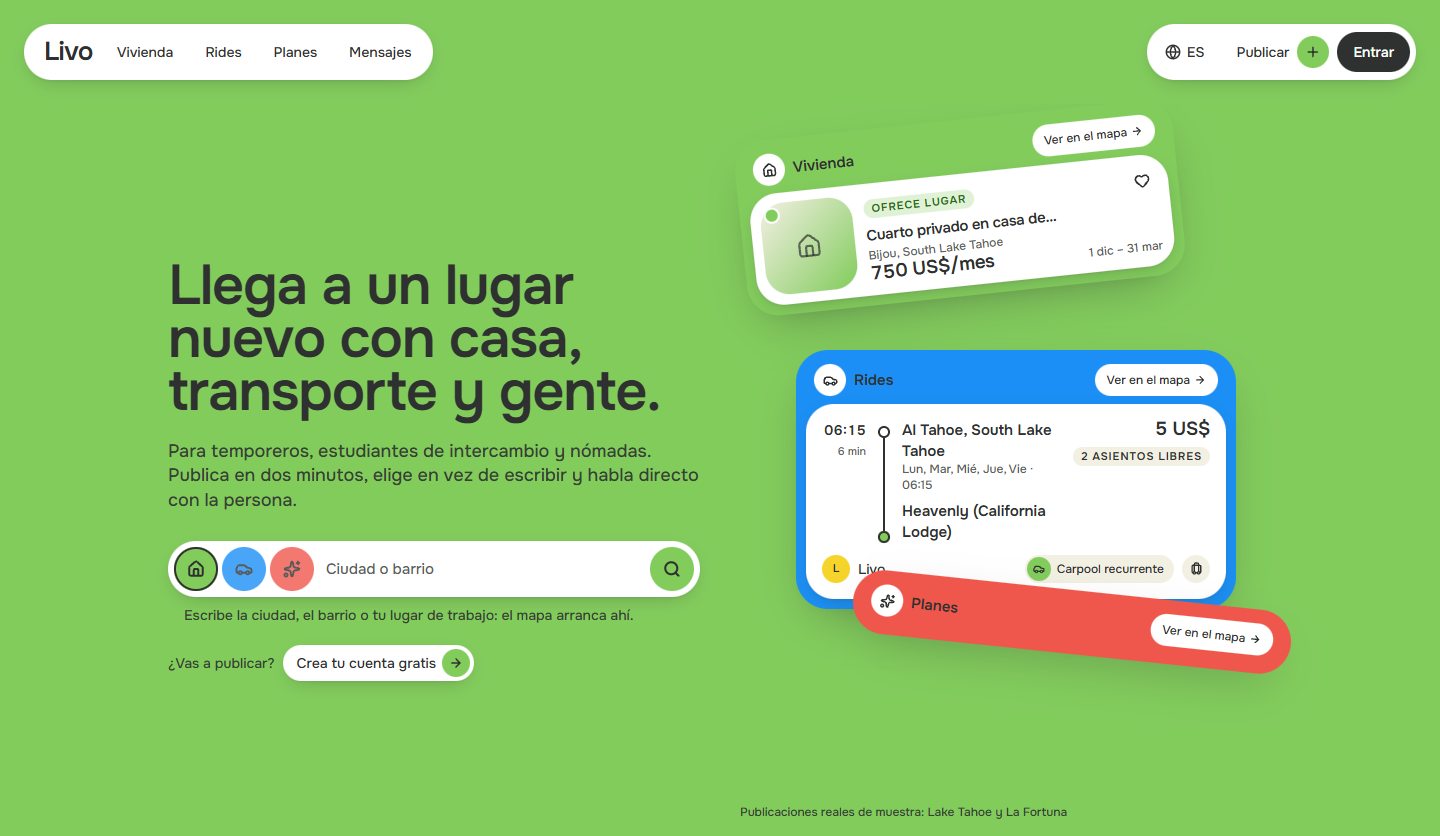 Livo Vivienda Rides Planes Mensajes
ES Publicar Entrar
Llega a un lugar
nuevo con casa,
transporte y gente.
Para temporeros, estudiantes de intercambio y nómadas.
Publica en dos minutos, elige en vez de escribir y habla directo
con la persona.
Ciudad o barrio
Escribe la ciudad, el barrio o tu lugar de trabajo: el mapa arranca ahí.
¿Vas a publicar? Crea tu cuenta gratis
Vivienda
Ver en el mapa
OFRECE LUGAR
Cuarto privado en casa de...
Bijou, South Lake Tahoe
750 US$/mes
1 dic – 31 mar
Rides
Ver en el mapa
06:15
6 min
Al Tahoe, South Lake
Tahoe
Lun, Mar, Mié, Jue, Vie ·
06:15
Heavenly (California
Lodge)
5 US$
2 ASIENTOS LIBRES
L Livo
Carpool recurrente
Planes
Ver en el mapa
Publicaciones reales de muestra: Lake Tahoe y La Fortuna